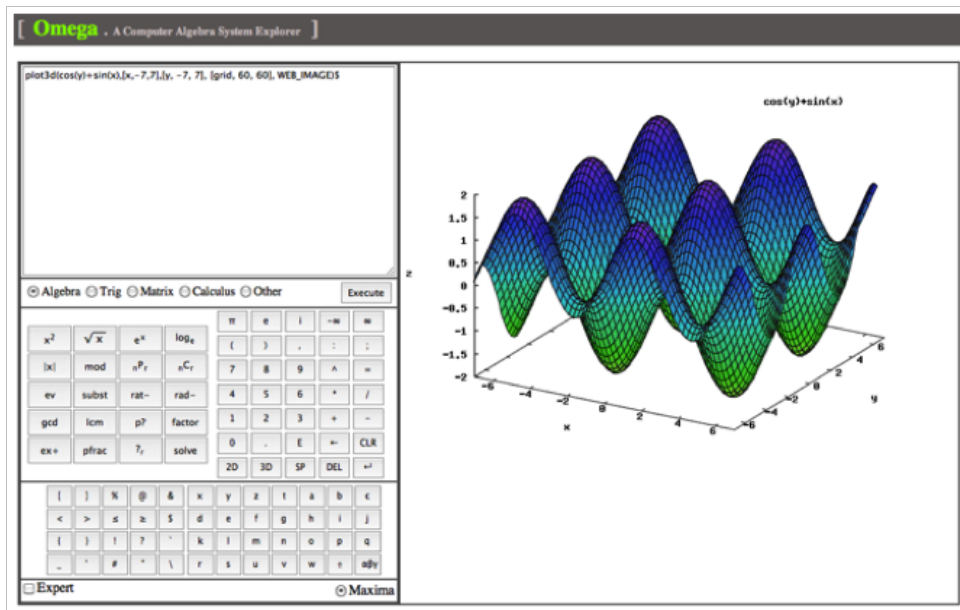 [ Omega . A Computer Algebra System Explorer ]
plot3d(cos(y)+sin(x),[x,-7,7],[y, -7, 7], [grid, 60, 60], WEB_IMAGE)$
Algebra Trig Matrix Calculus Other Execute
x² √x eˣ logₑ
|x| mod ₙPᵣ ₙCᵣ
ev subst rat~ rad~
gcd lcm p? factor
ex+ pfrac ?ᵣ solve
π e i -∞ ∞
( ) , : ;
7 8 9 ^ =
4 5 6 * /
1 2 3 + -
0 . E ← CLR
2D 3D SP DEL ↵
[ ] % @ & x y z t a b c
< > ≤ ≥ $ d e f g h i j
{ } ! ? ` k l m n o p q
_ ' # " \ r s u v w αβγ
Expert Maxima
cos(y)+sin(x)
2
1.5
1
0.5
0
-0.5
-1
-1.5
-2
z
-6 -4 -2 0 2 4 6
x
-6 -4 -2 0 2 4 6
y